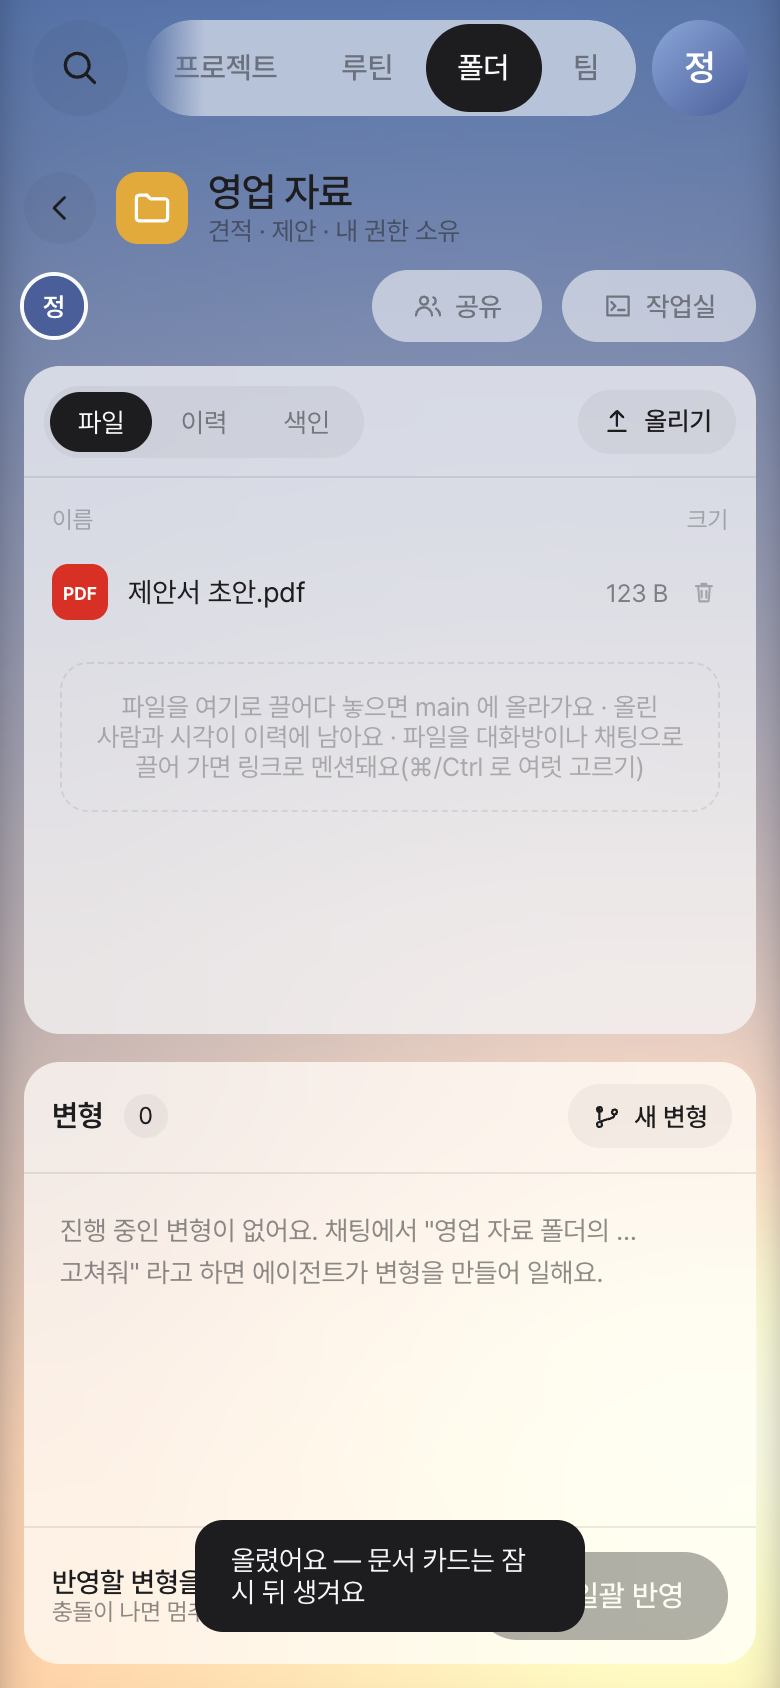 프로젝트 루틴 폴더 팀 정
영업 자료
견적 · 제안 · 내 권한 소유
정 공유 작업실
파일 이력 색인 올리기
이름 크기
PDF 제안서 초안.pdf 123 B
파일을 여기로 끌어다 놓으면 main 에 올라가요 · 올린
사람과 시각이 이력에 남아요 · 파일을 대화방이나 채팅으로
끌어 가면 링크로 멘션돼요(⌘/Ctrl 로 여럿 고르기)
변형 0 새 변형
진행 중인 변형이 없어요. 채팅에서 "영업 자료 폴더의 ...
고쳐줘" 라고 하면 에이전트가 변형을 만들어 일해요.
올렸어요 — 문서 카드는 잠
시 뒤 생겨요
반영할 변형을 일괄 반영
충돌이 나면